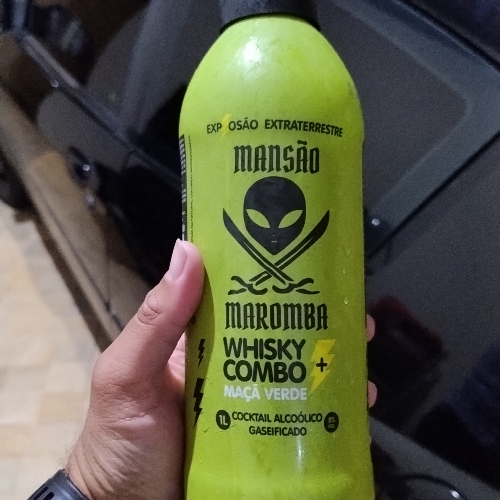 EXPLOSÃO EXTRATERRESTRE
MANSÃO
MAROMBA
WHISKY
COMBO +
MAÇÃ VERDE
1L COCKTAIL ALCOÓLICO
GASEIFICADO